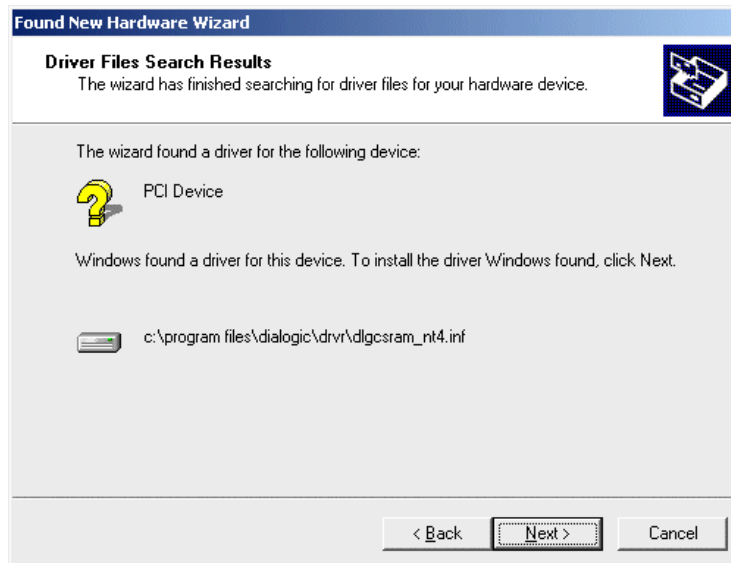 Found New Hardware Wizard
Driver Files Search Results
The wizard has finished searching for driver files for your hardware device.
The wizard found a driver for the following device:
PCI Device
Windows found a driver for this device. To install the driver Windows found, click Next.
c:\program files\dialogic\drvr\dlgcsram_nt4.inf
< Back Next > Cancel